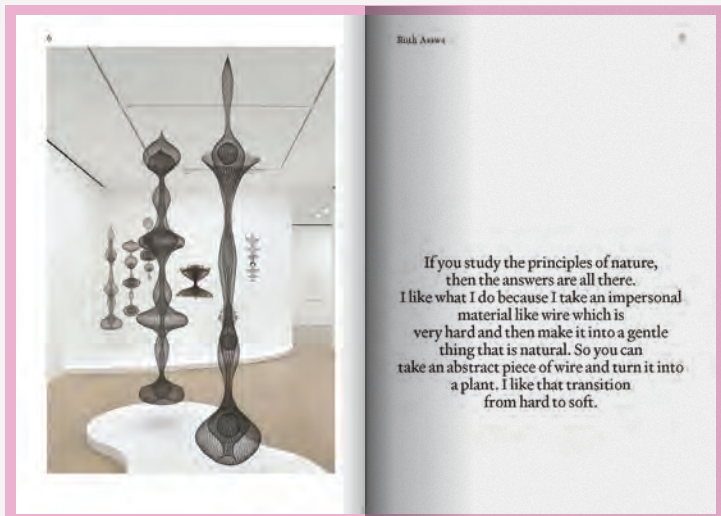 6
Ruth Asawa
If you study the principles of nature,
then the answers are all there.
I like what I do because I take an impersonal
material like wire which is
very hard and then make it into a gentle
thing that is natural. So you can
take an abstract piece of wire and turn it into
a plant. I like that transition
from hard to soft.